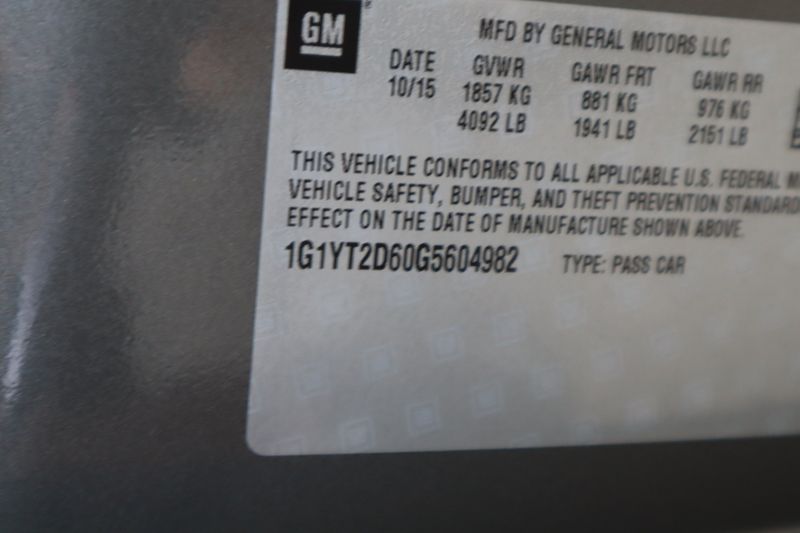 GM
MFD BY GENERAL MOTORS LLC
DATE GVWR GAWR FRT GAWR RR
10/15 1857 KG 881 KG 976 KG
4092 LB 1941 LB 2151 LB
THIS VEHICLE CONFORMS TO ALL APPLICABLE U.S. FEDERAL M
VEHICLE SAFETY, BUMPER, AND THEFT PREVENTION STANDARD
EFFECT ON THE DATE OF MANUFACTURE SHOWN ABOVE.
1G1YT2D60G5604982 TYPE: PASS CAR